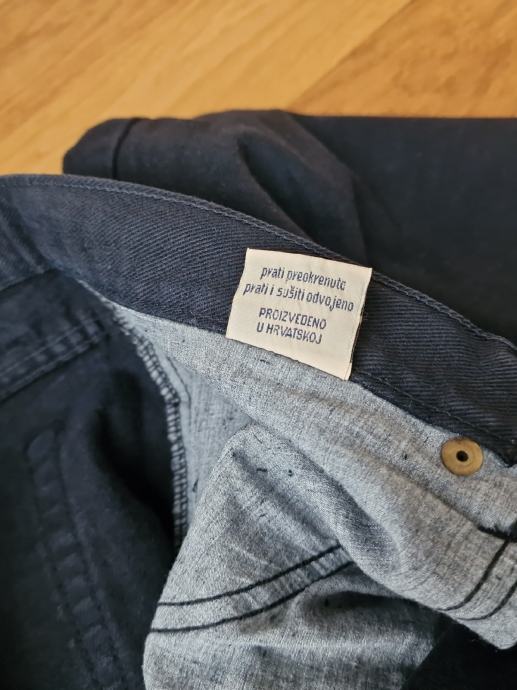 prati preokrenuto
prati i sušiti odvojeno
PROIZVEDENO
U HRVATSKOJ